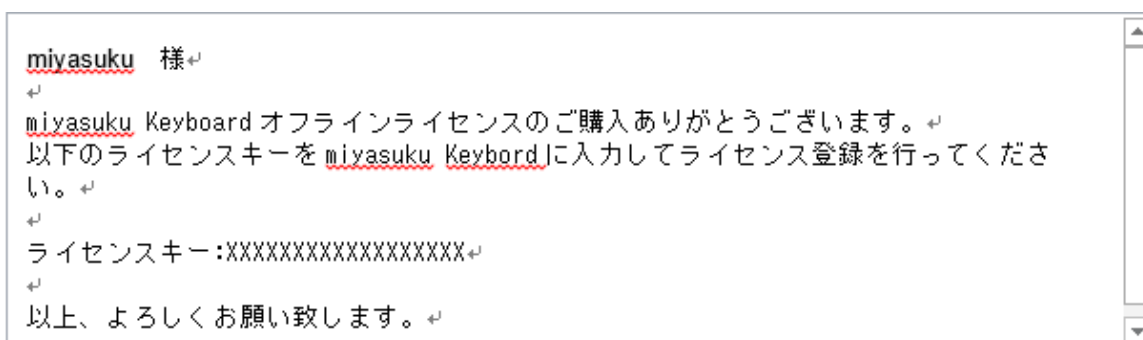 miyasuku 様
miyasuku Keyboard オフラインライセンスのご購入ありがとうございます。
以下のライセンスキーを miyasuku Keybord に入力してライセンス登録を行ってくださ
い。
ライセンスキー:XXXXXXXXXXXXXXXXXX
以上、よろしくお願い致します。